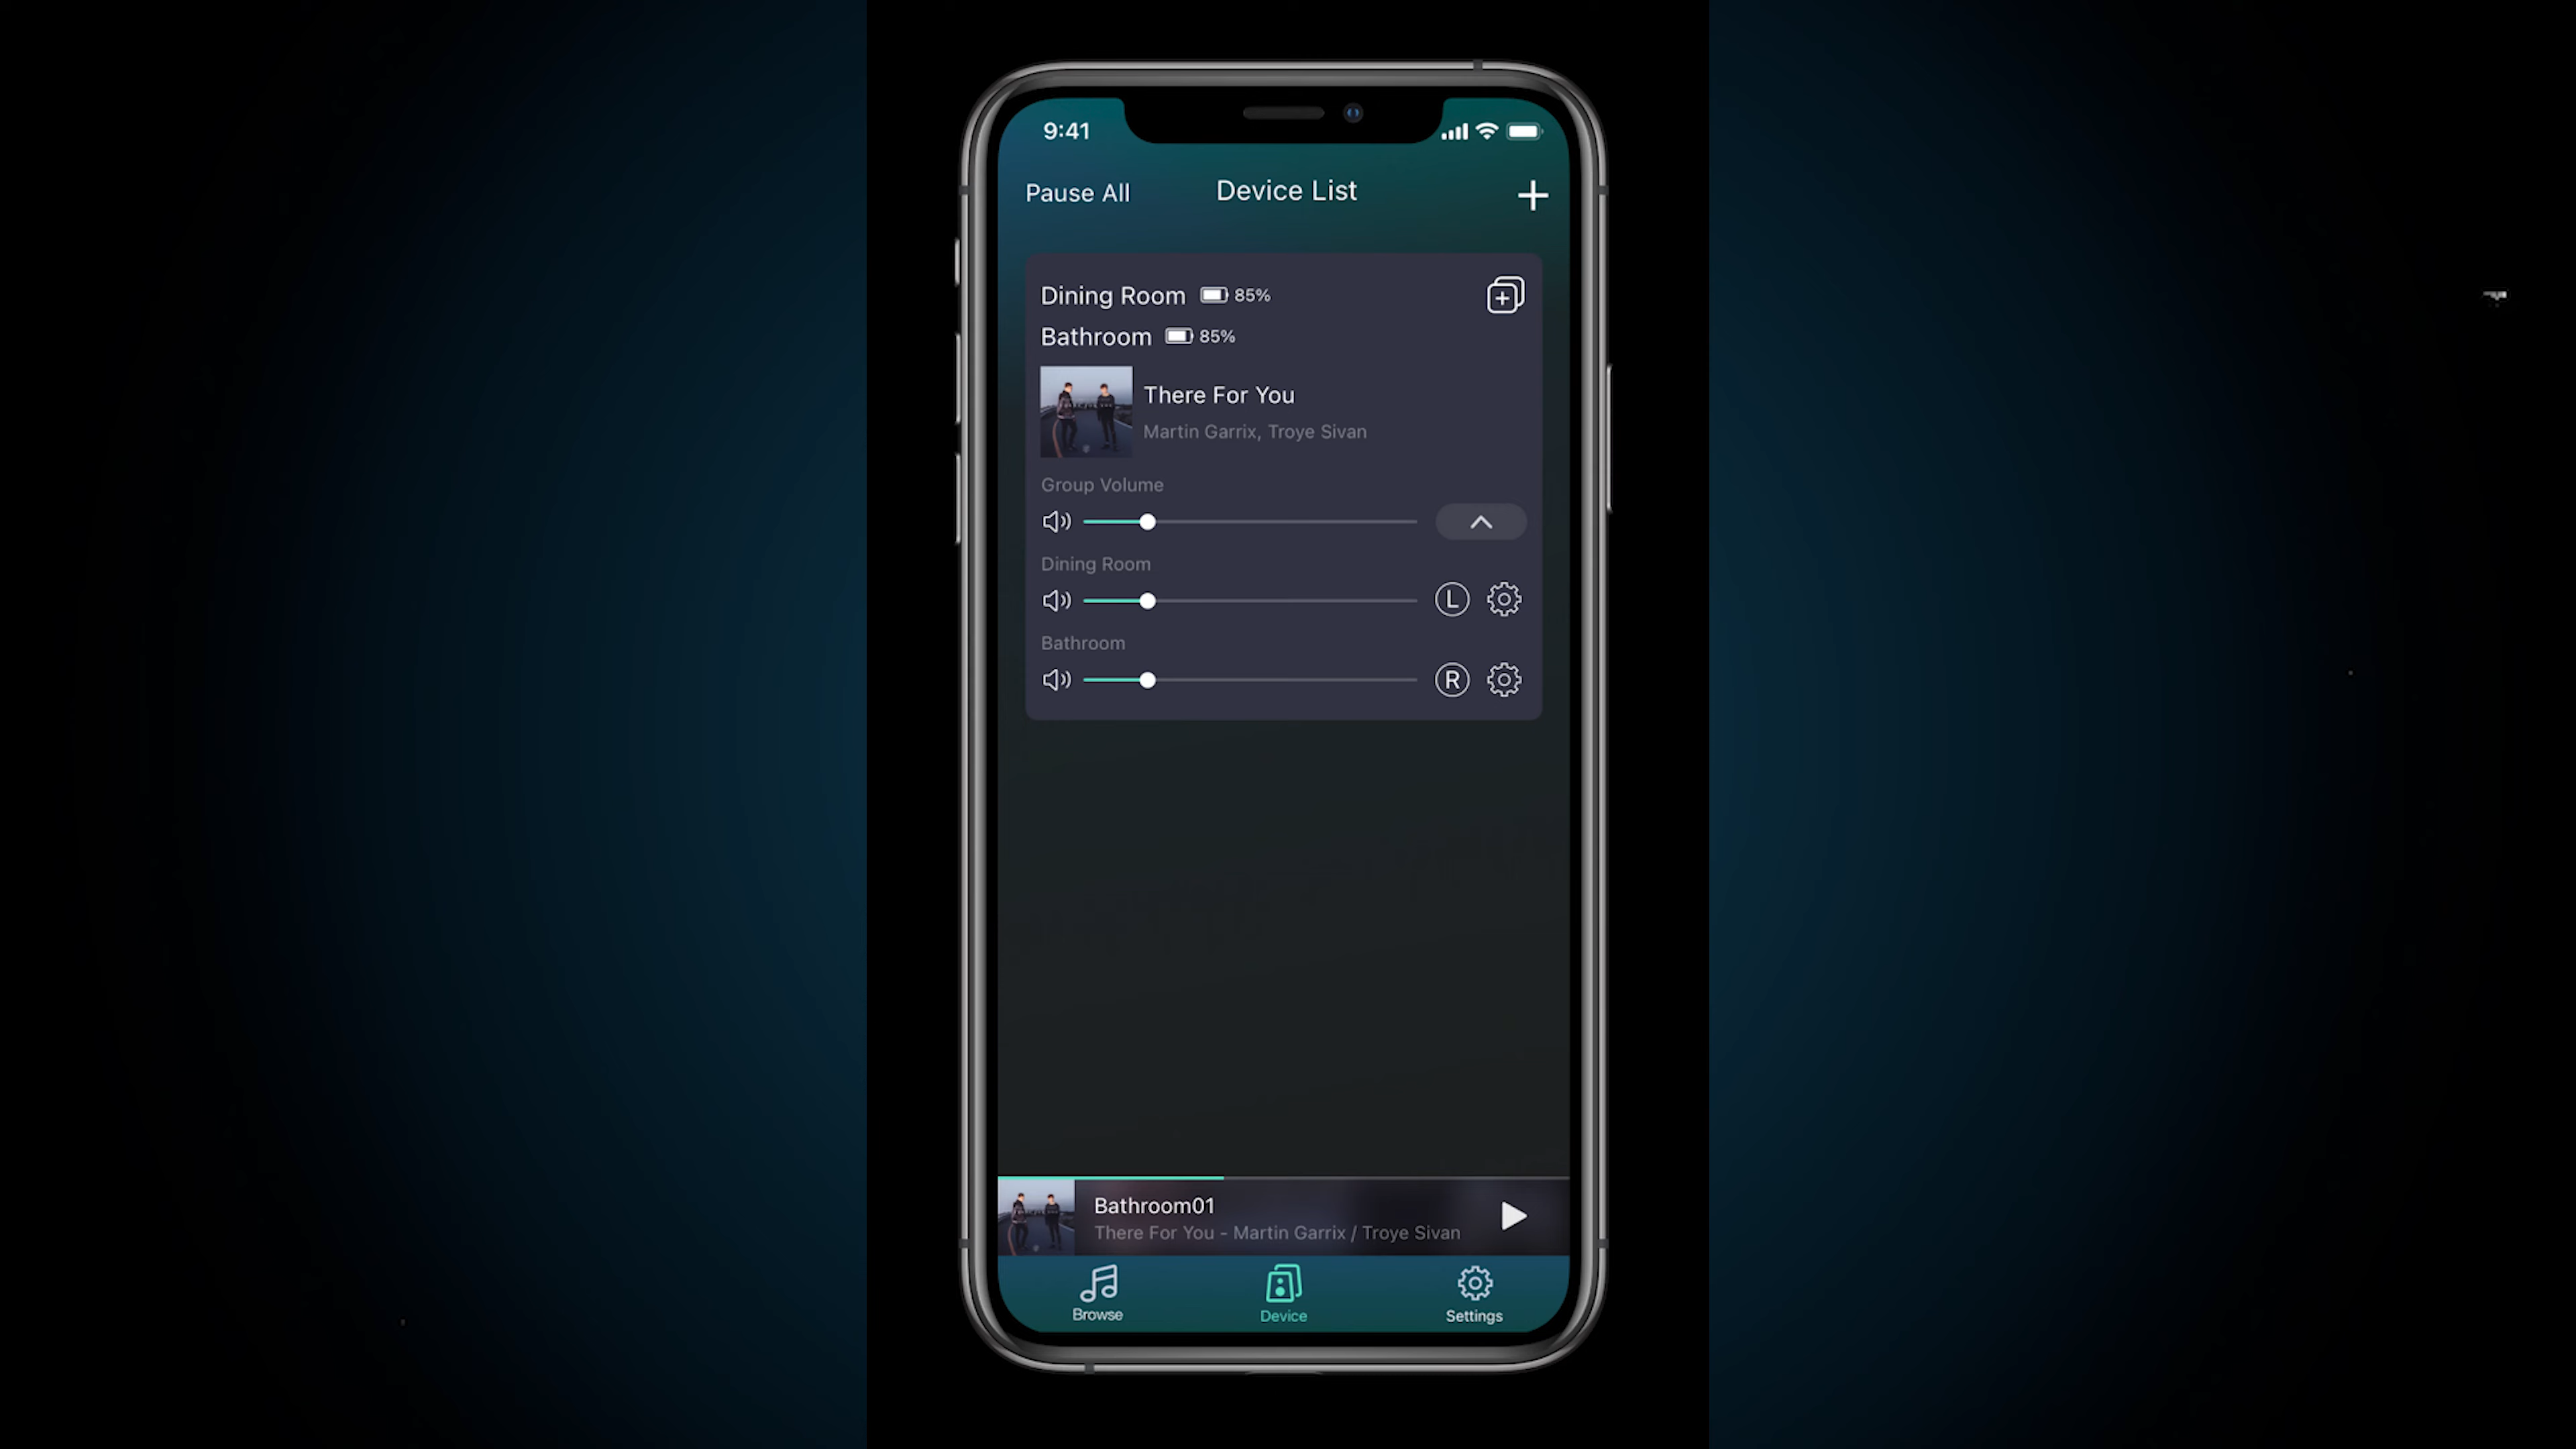 9:41
Pause All
Device List
Dining Room 85%
Bathroom 85%
There For You
Martin Garrix, Troye Sivan
Group Volume
Dining Room
L
Bathroom
R
Bathroom01
There For You - Martin Garrix / Troye Sivan
Browse
Device
Settings